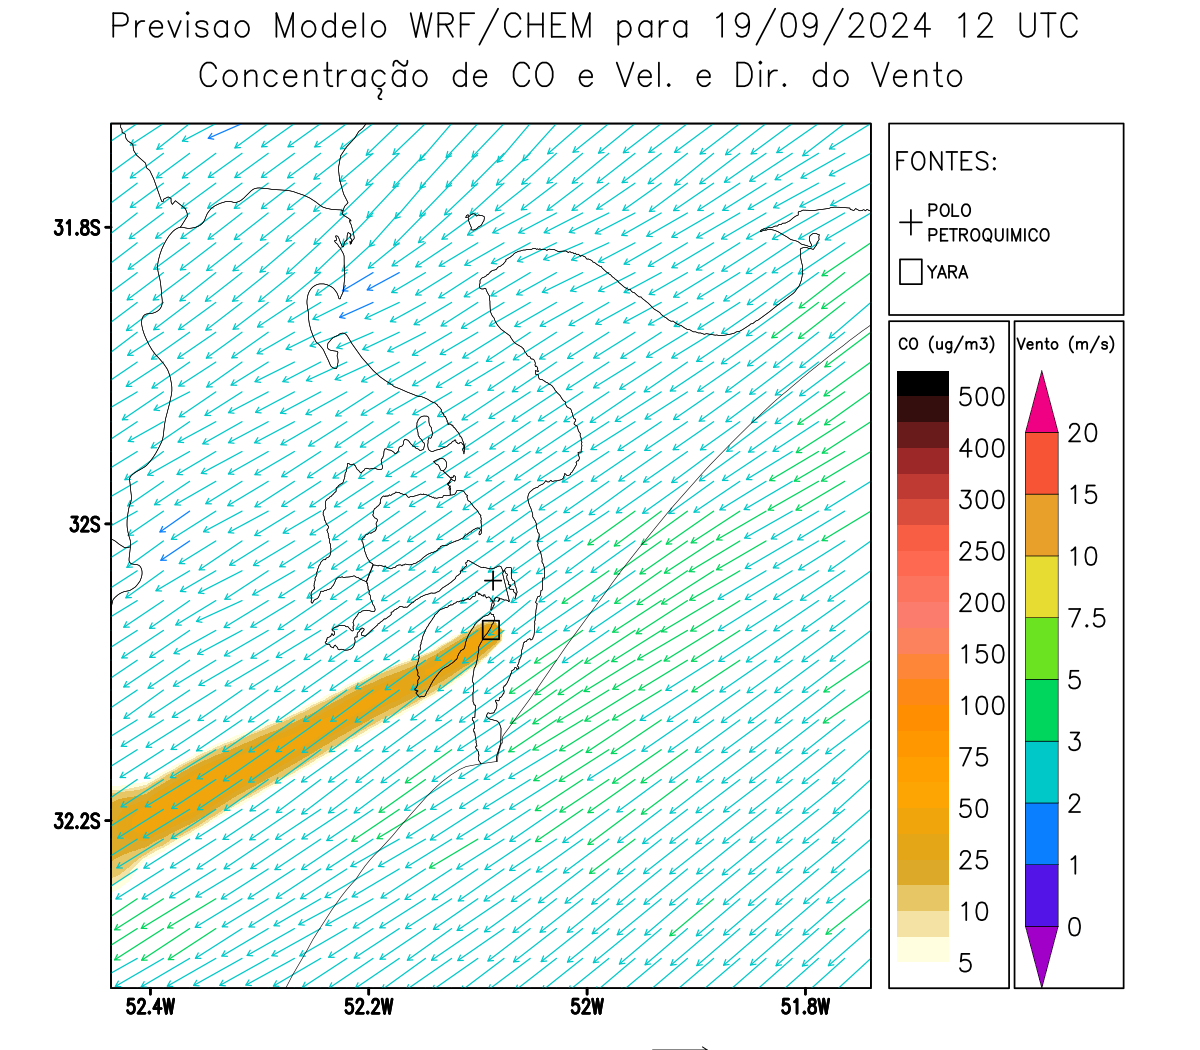 Previsao Modelo WRF/CHEM para 19/09/2024 12 UTC
Concentração de CO e Vel. e Dir. do Vento
FONTES:
POLO
PETROQUIMICO
YARA
CO (ug/m3)
500
400
300
250
200
150
100
75
50
25
10
5
Vento (m/s)
20
15
10
7.5
5
3
2
1
0
31.8S
32S
32.2S
52.4W
52.2W
52W
51.8W